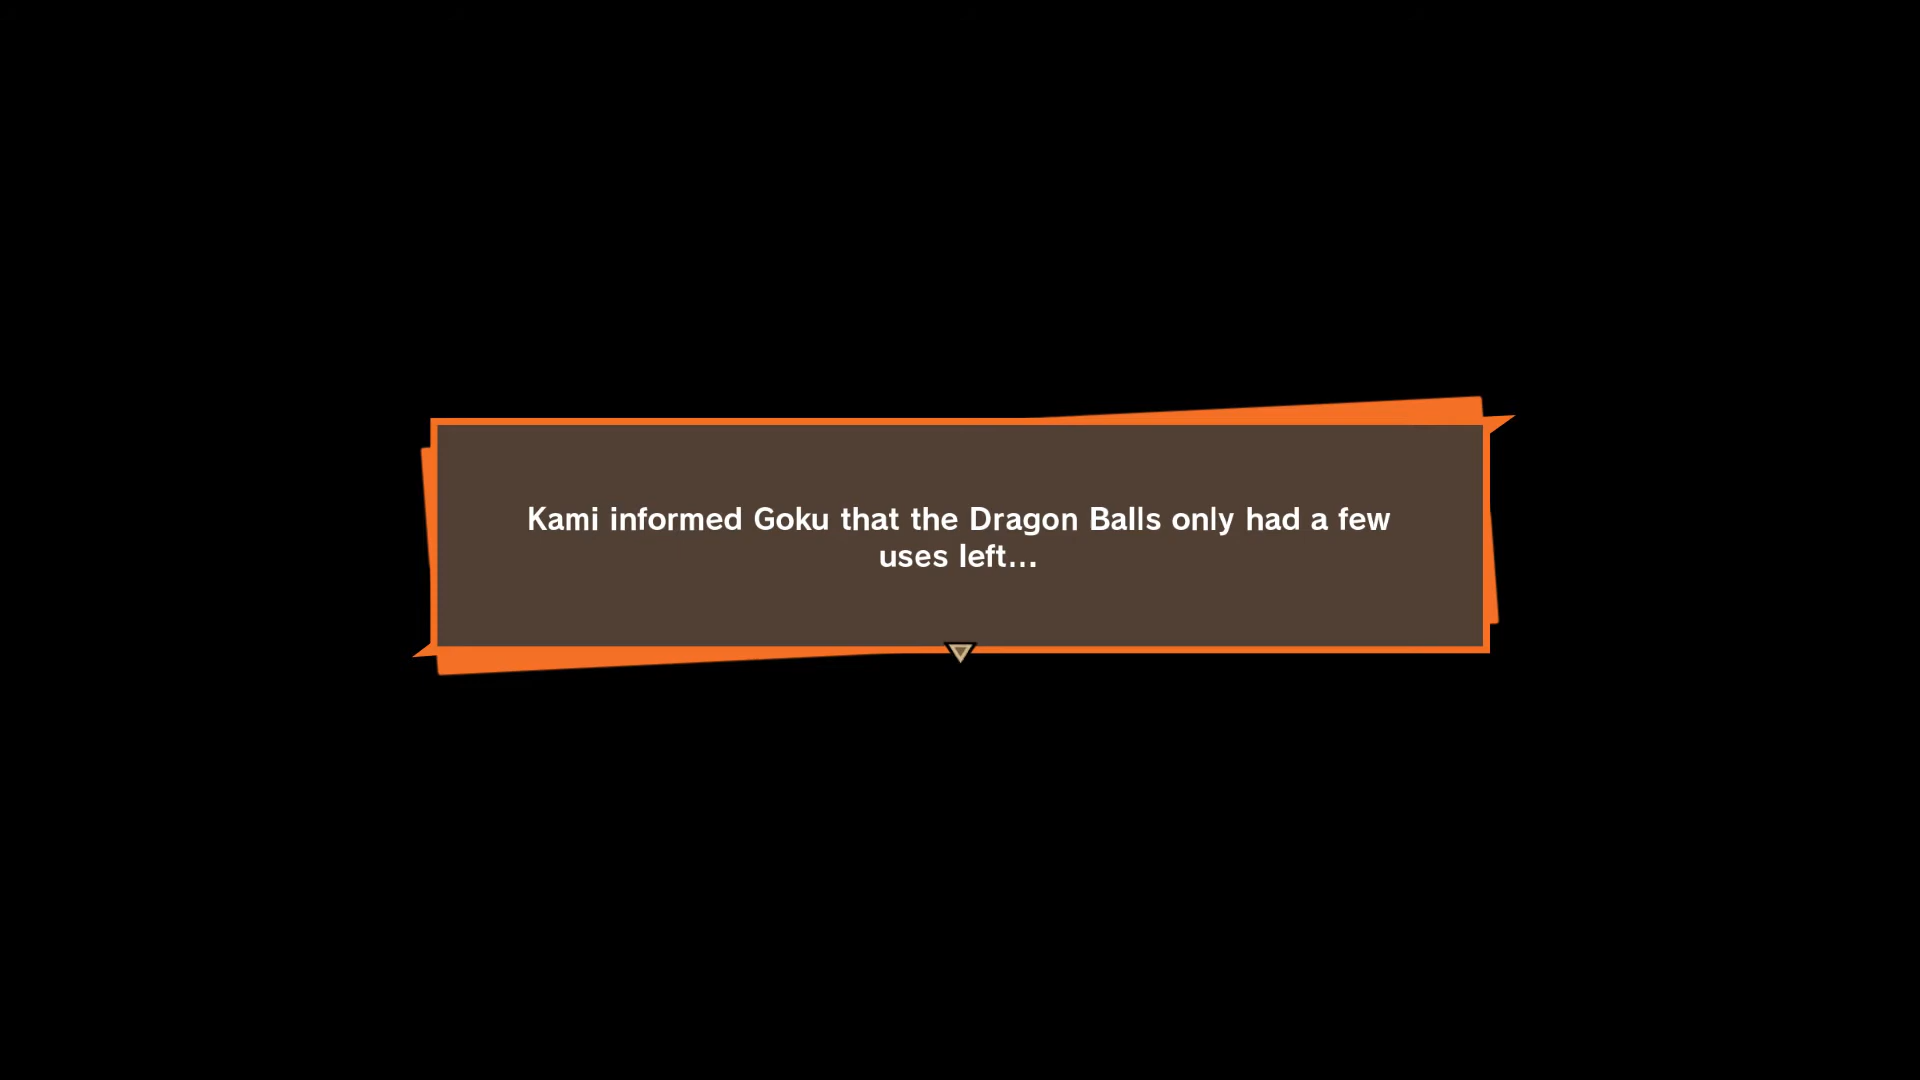 Kami informed Goku that the Dragon Balls only had a few
uses left...